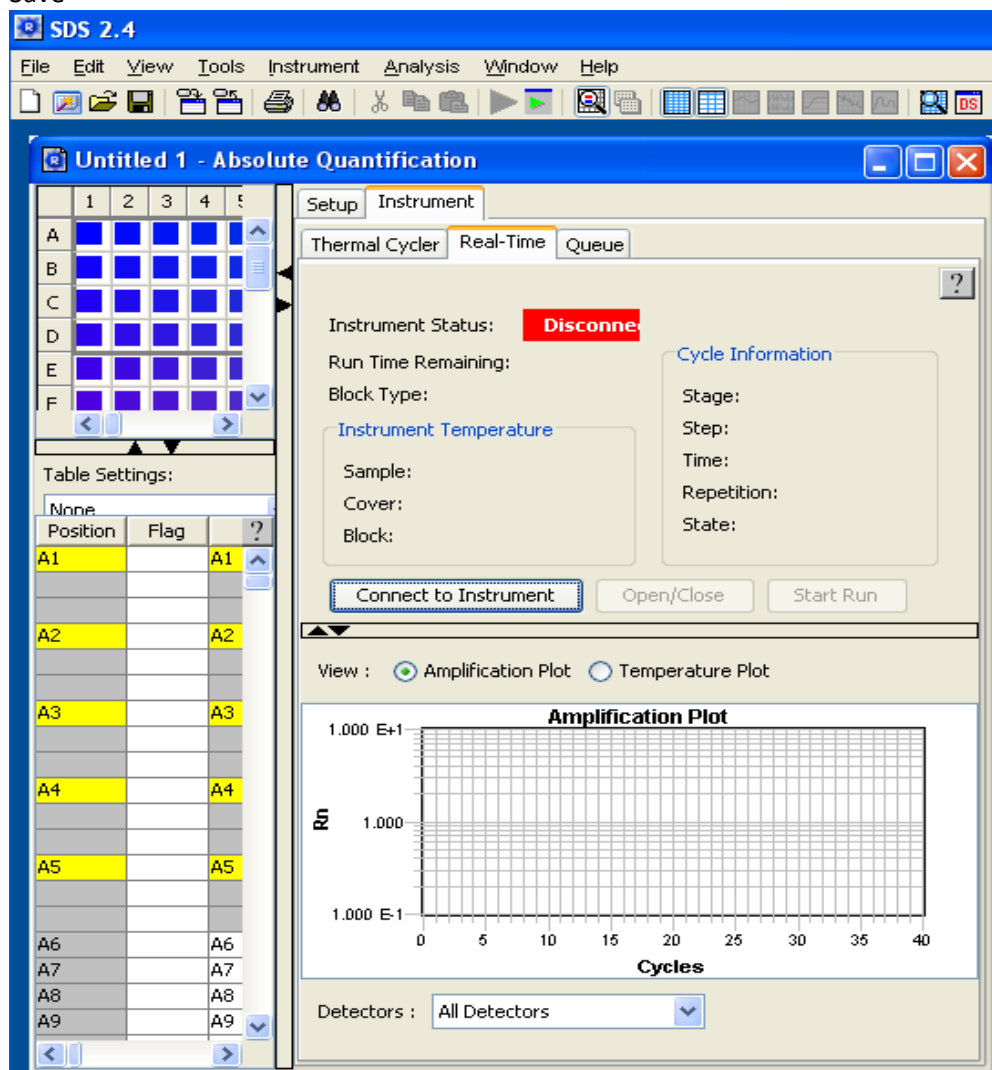 SDS 2.4
File Edit View Tools Instrument Analysis Window Help
DS
Untitled 1 - Absolute Quantification
1 2 3 4
A
B
C
D
E
F
Table Settings:
None
Position Flag ?
A1 A1
A2 A2
A3 A3
A4 A4
A5 A5
A6 A6
A7 A7
A8 A8
A9 A9
Setup Instrument
Thermal Cycler Real-Time Queue
?
Instrument Status: Disconne
Run Time Remaining:
Block Type:
Instrument Temperature
Sample:
Cover:
Block:
Cycle Information
Stage:
Step:
Time:
Repetition:
State:
Connect to Instrument Open/Close Start Run
View : Amplification Plot Temperature Plot
Amplification Plot
1.000 E+1
Rn
1.000
1.000 E-1
0 5 10 15 20 25 30 35 40
Cycles
Detectors : All Detectors